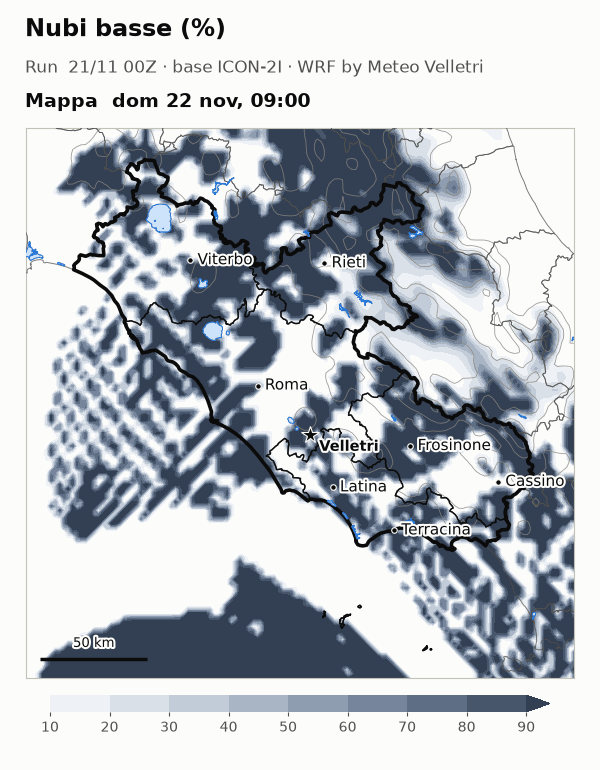 Nubi basse (%)
Run 21/11 00Z · base ICON-2I · WRF by Meteo Velletri
Mappa dom 22 nov, 09:00
Viterbo
Rieti
Roma
Velletri
Frosinone
Cassino
Latina
Terracina
50 km
10 20 30 40 50 60 70 80 90